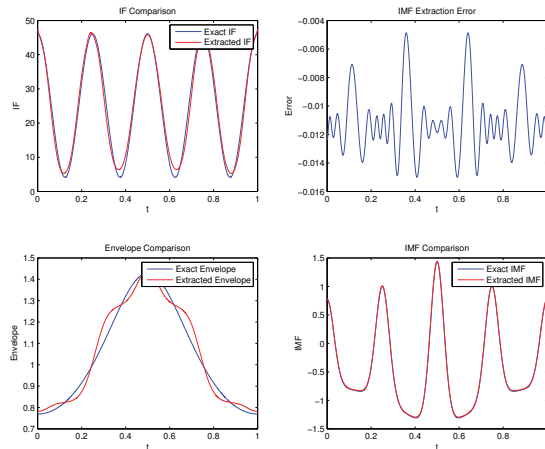 IF Comparison
50
40
30
20
10
0
IF
0
0.2
0.4
0.6
0.8
1
t
Exact IF
Extracted IF
IMF Extraction Error
−0.004
−0.006
−0.008
−0.01
−0.012
−0.014
−0.016
Error
0
0.2
0.4
0.6
0.8
t
Envelope Comparison
1.5
1.4
1.3
1.2
1.1
1
0.9
0.8
0.7
Envelope
0
0.2
0.4
0.6
0.8
1
t
Exact Envelope
Extracted Envelope
IMF Comparison
1.5
1
0.5
0
−0.5
−1
−1.5
IMF
0
0.2
0.4
0.6
0.8
t
Exact IMF
Extracted IMF